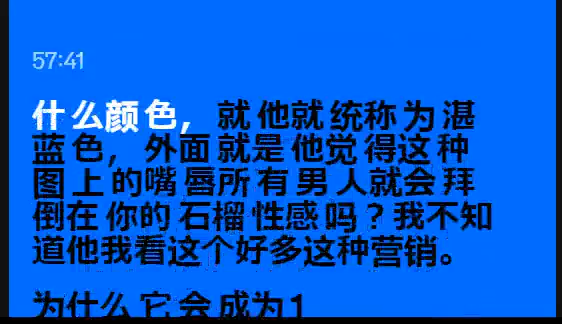 57:41
什么颜色，就他就统称为湛
蓝色，外面就是他觉得这种
图上的嘴唇所有男人就会拜
倒在你的石榴性感吗？我不知
道他我看这个好多这种营销。
为什么它会成为1